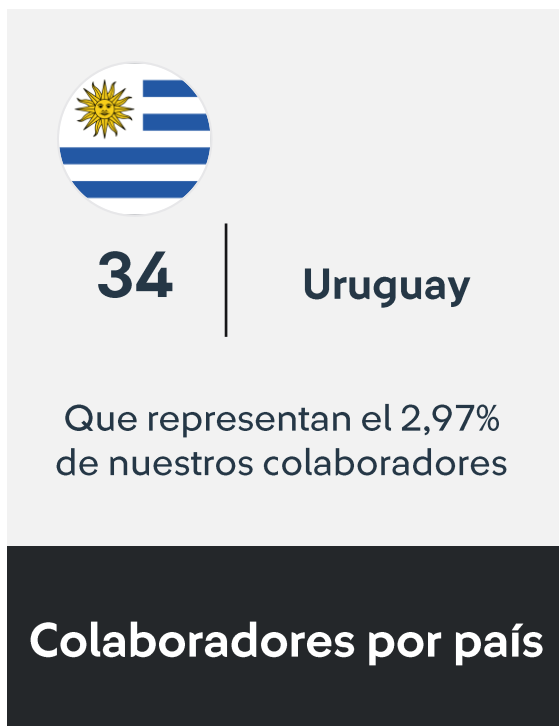 34
Uruguay
Que representan el 2,97%
de nuestros colaboradores
Colaboradores por país